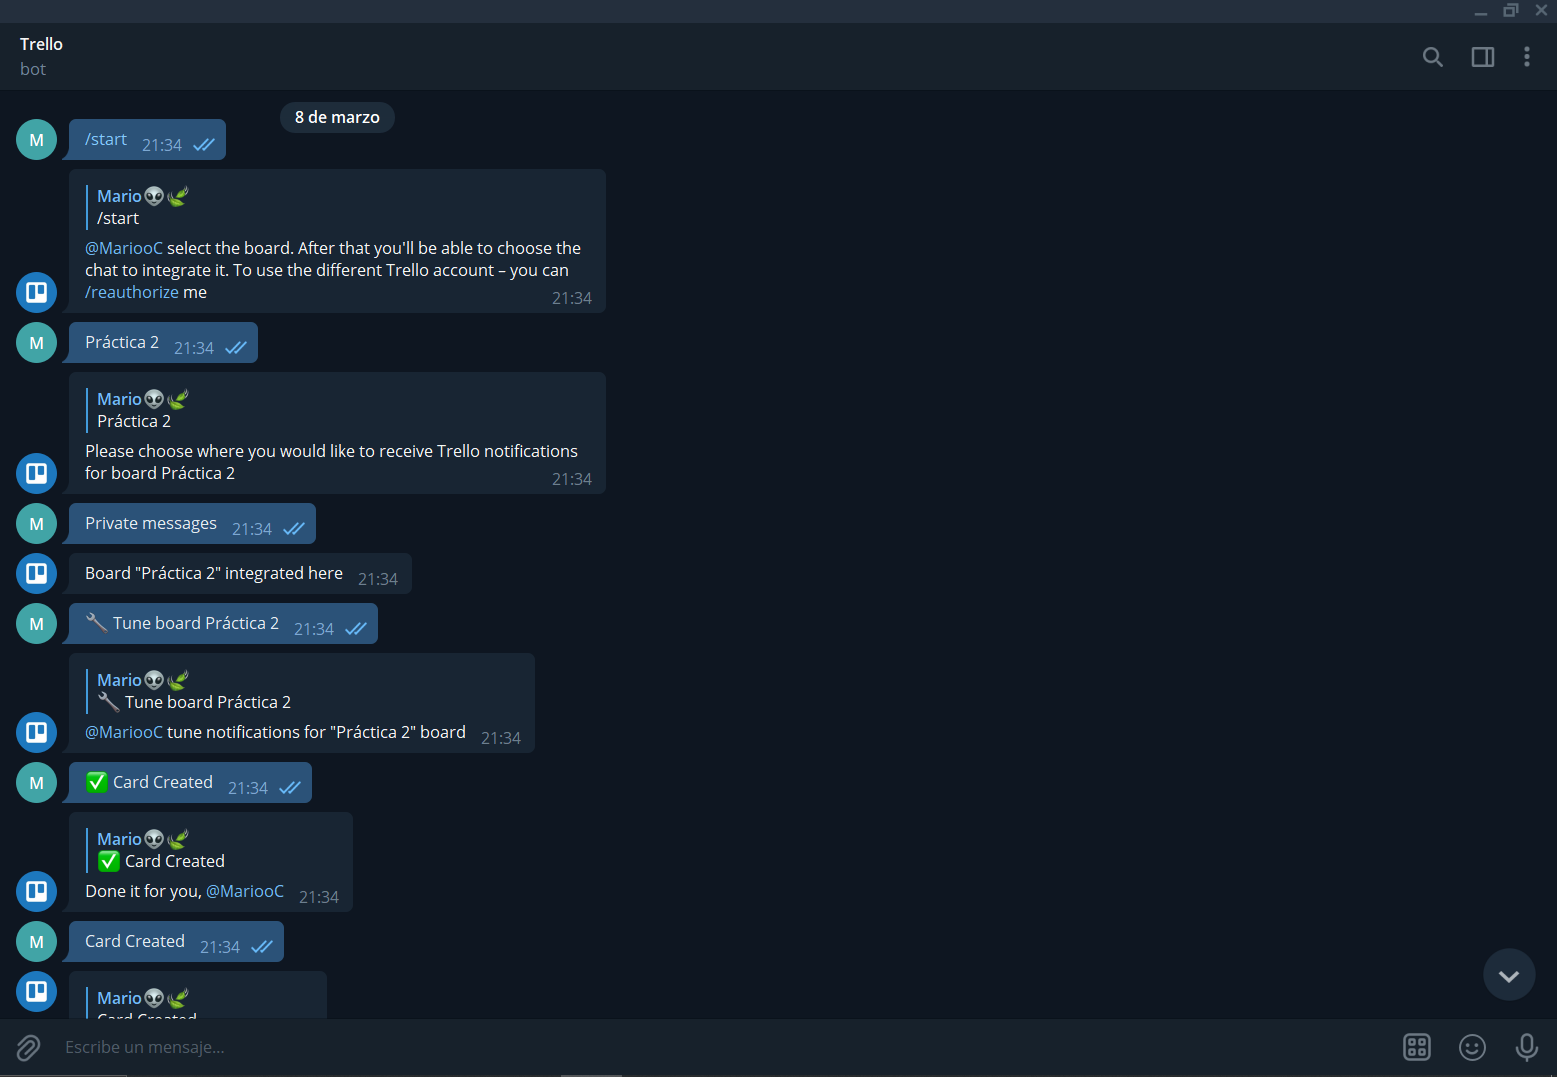 Trello
bot
8 de marzo
M
/start 21:34
Mario
/start
@MariooC select the board. After that you'll be able to choose the
chat to integrate it. To use the different Trello account – you can
/reauthorize me
21:34
M
Práctica 2 21:34
Mario
Práctica 2
Please choose where you would like to receive Trello notifications
for board Práctica 2
21:34
M
Private messages 21:34
Board "Práctica 2" integrated here 21:34
M
Tune board Práctica 2 21:34
Mario
Tune board Práctica 2
@MariooC tune notifications for "Práctica 2" board 21:34
M
✅ Card Created 21:34
Mario
✅ Card Created
Done it for you, @MariooC 21:34
M
Card Created 21:34
Mario
Card Created
Escribe un mensaje...